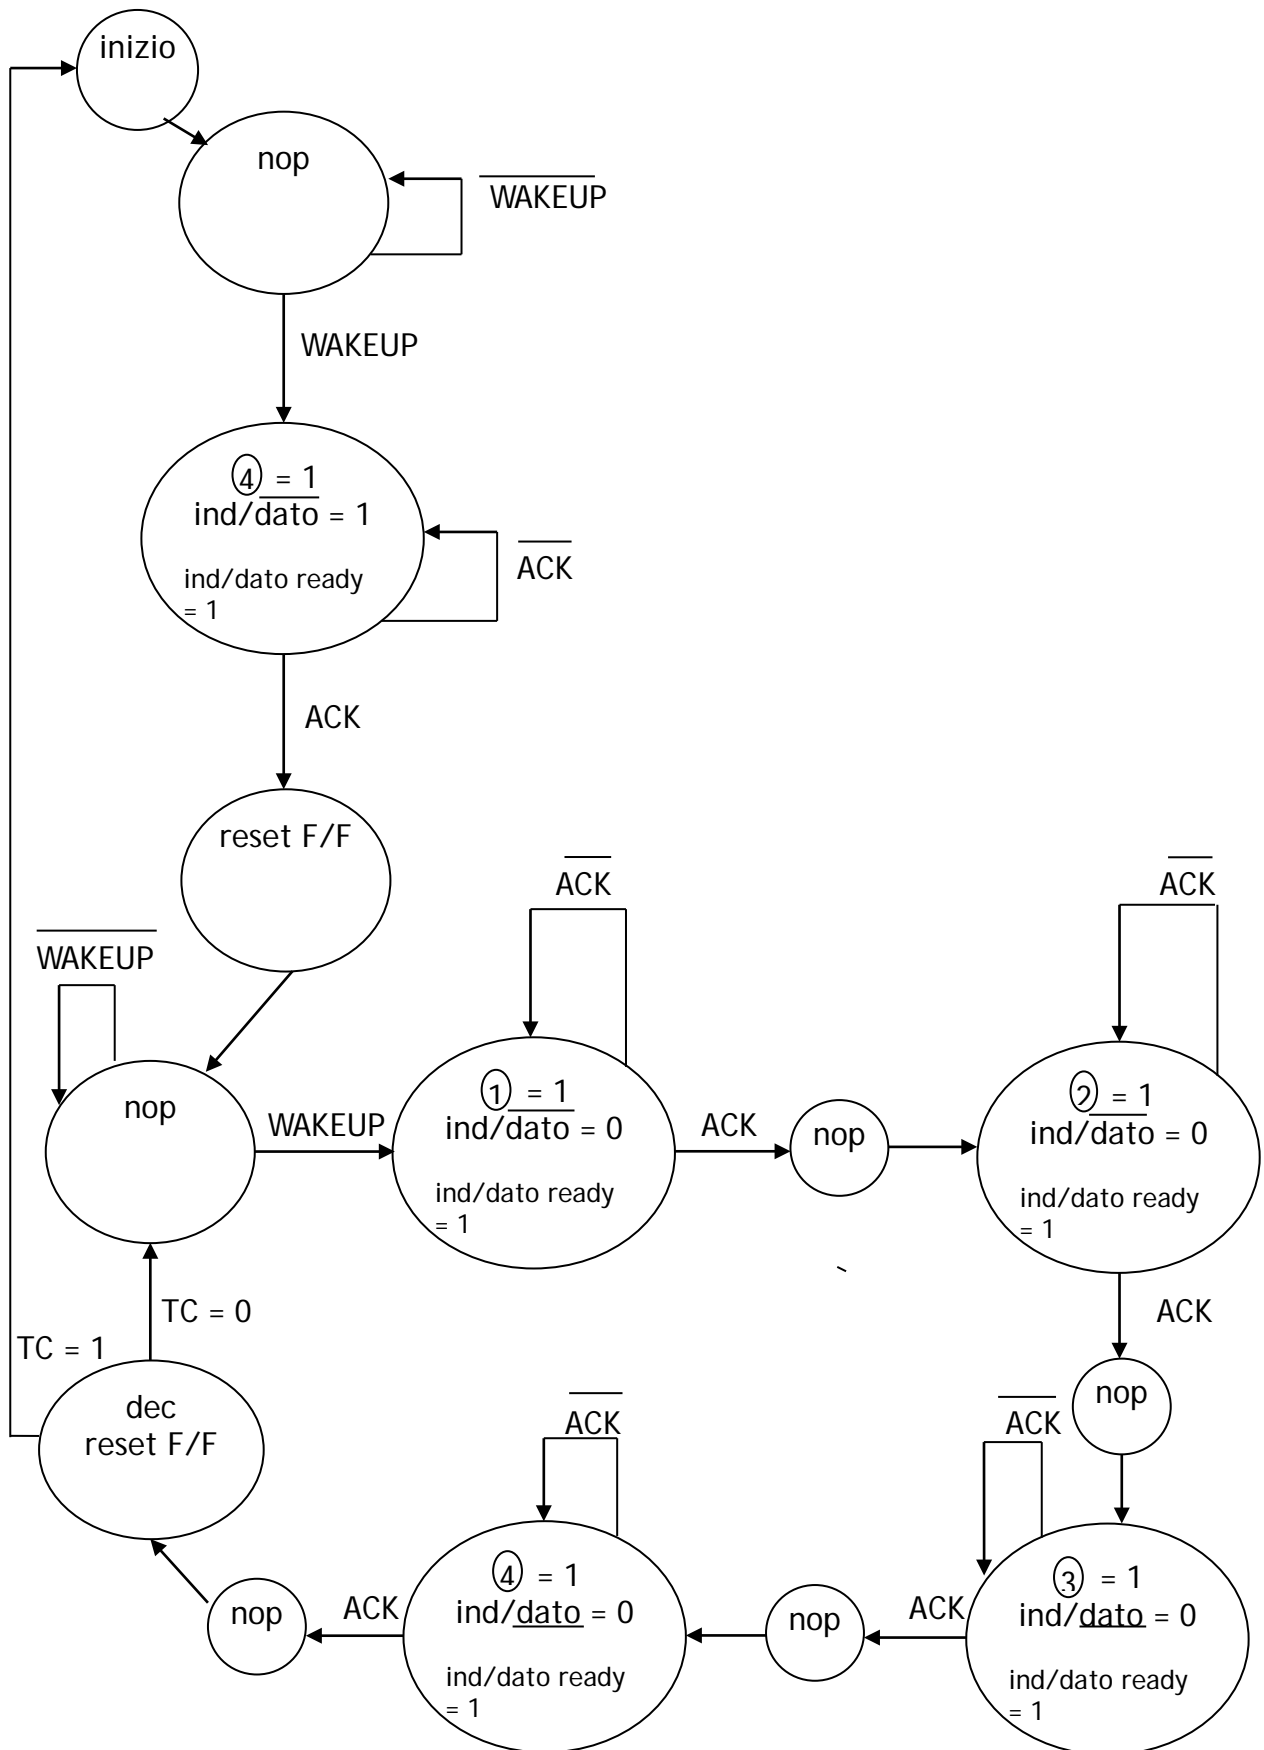 inizio
nop
WAKEUP
WAKEUP
④ = 1
ind/dato = 1
ind/dato ready
= 1
ACK
ACK
reset F/F
WAKEUP
nop
WAKEUP
ACK
① = 1
ind/dato = 0
ind/dato ready
= 1
ACK
nop
ACK
② = 1
ind/dato = 0
ind/dato ready
= 1
ACK
nop
ACK
③ = 1
ind/dato = 0
ind/dato ready
= 1
ACK
nop
ACK
④ = 1
ind/dato = 0
ind/dato ready
= 1
ACK
nop
dec
reset F/F
TC = 0
TC = 1